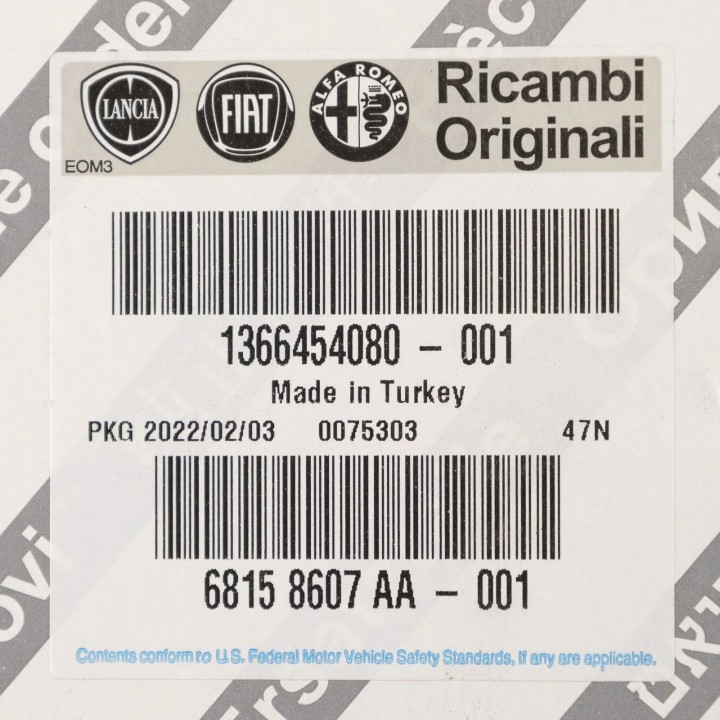 LANCIA FIAT ALFA ROMEO Ricambi
Originali
EOM3
1366454080 - 001
Made in Turkey
PKG 2022/02/03 0075303 47N
6815 8607 AA - 001
Contents conform to U.S. Federal Motor Vehicle Safety Standards, if any are applicable.